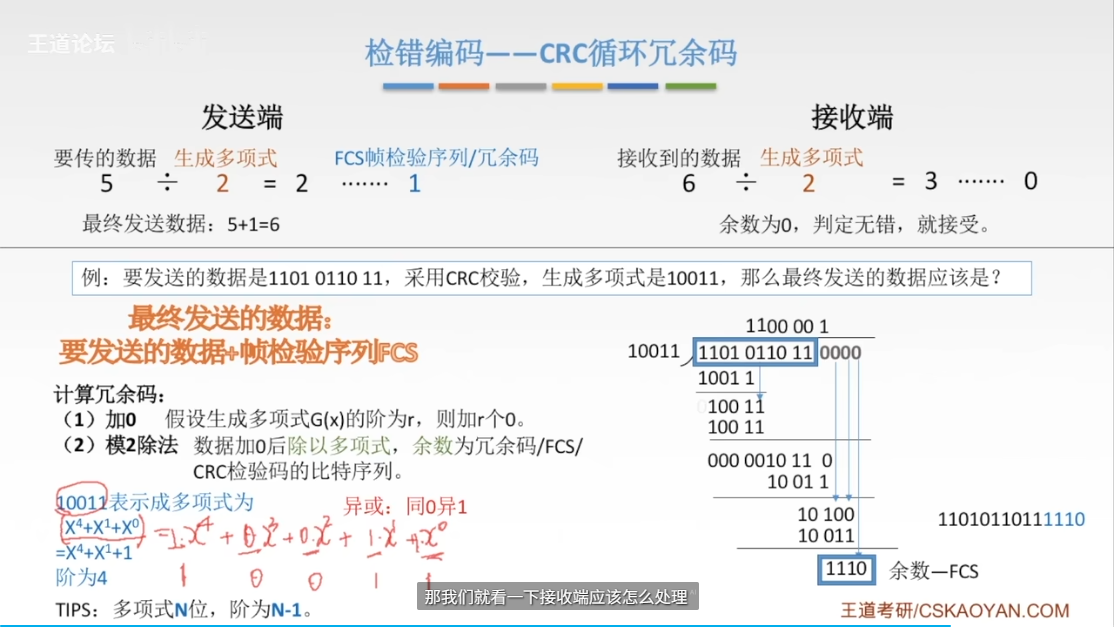 王道论坛
检错编码——CRC循环冗余码
发送端
要传的数据 生成多项式 FCS帧检验序列/冗余码
5 ÷ 2 = 2 ······· 1
最终发送数据：5+1=6
接收端
接收到的数据 生成多项式
6 ÷ 2 = 3 ······· 0
余数为0，判定无错，就接受。
例：要发送的数据是1101 0110 11，采用CRC校验，生成多项式是10011，那么最终发送的数据应该是？
最终发送的数据：
要发送的数据+帧检验序列FCS
计算冗余码：
（1）加0 假设生成多项式G(x)的阶为r，则加r个0。
（2）模2除法 数据加0后除以多项式，余数为冗余码/FCS/
CRC检验码的比特序列。
10011表示成多项式为
异或：同0异1
X⁴+X¹+X⁰ =1·x⁴+0·x³+0·x²+1·x¹+1·x⁰
=X⁴+X¹+1
1 0 0 1 1
阶为4
TIPS：多项式N位，阶为N-1。
1100 00 1
10011 1101 0110 11 0000
1001 1
0100 11
100 11
000 0010 11 0
10 01 1
10 100
10 011
1110 余数—FCS
11010110111110
那我们就看一下接收端应该怎么处理
王道考研/CSKAOYAN.COM